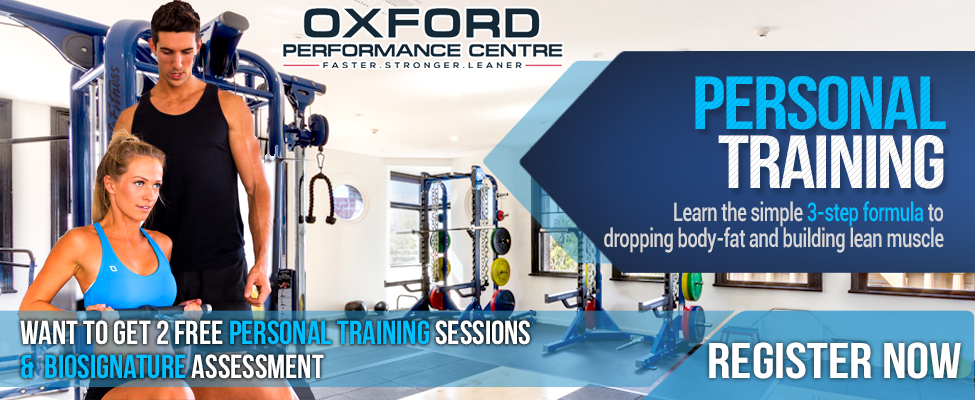 OXFORD
PERFORMANCE CENTRE
FASTER.STRONGER.LEANER
PERSONAL
TRAINING
Learn the simple 3-step formula to
dropping body-fat and building lean muscle
WANT TO GET 2 FREE PERSONAL TRAINING SESSIONS
& BIOSIGNATURE ASSESSMENT
REGISTER NOW